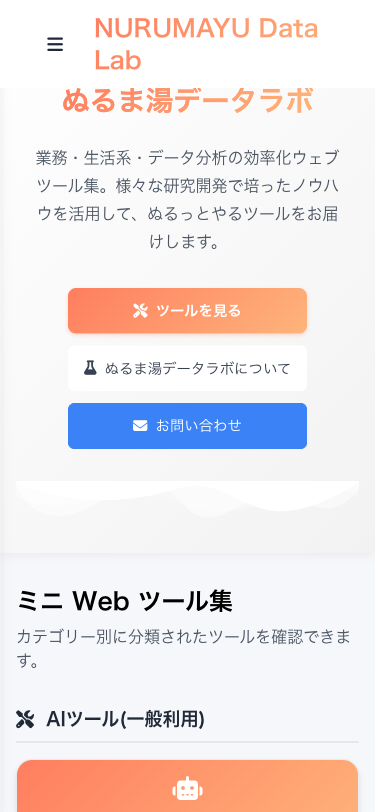 NURUMAYU Data
Lab
ぬるま湯データラボ
業務・生活系・データ分析の効率化ウェブ
ツール集。様々な研究開発で培ったノウハ
ウを活用して、ぬるっとやるツールをお届
けします。
ツールを見る
ぬるま湯データラボについて
お問い合わせ
ミニ Web ツール集
カテゴリー別に分類されたツールを確認できま
す。
AIツール(一般利用)